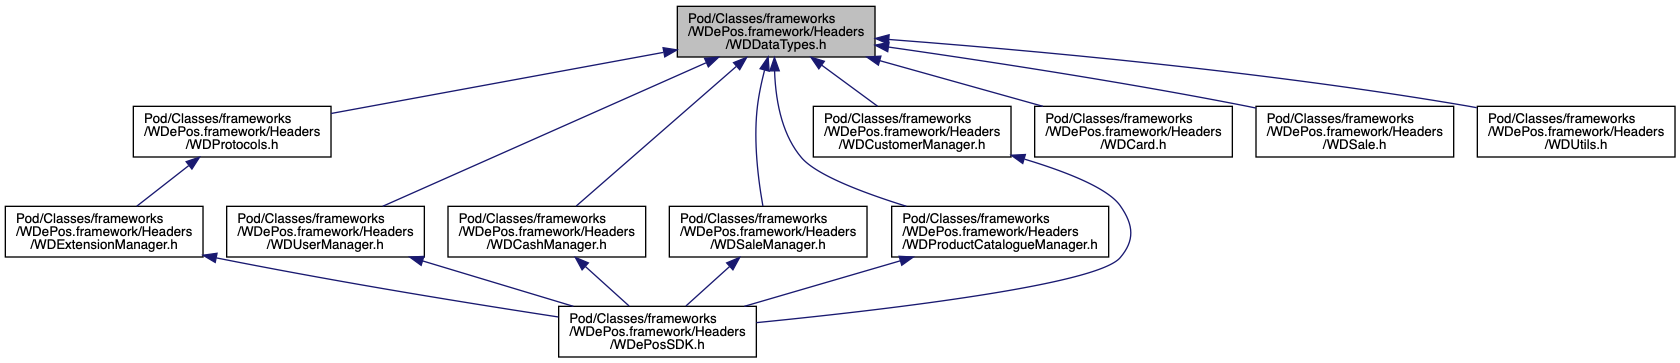 Pod/Classes/frameworks
/WDePos.framework/Headers
/WDDataTypes.h
Pod/Classes/frameworks
/WDePos.framework/Headers
/WDProtocols.h
Pod/Classes/frameworks
/WDePos.framework/Headers
/WDCustomerManager.h
Pod/Classes/frameworks
/WDePos.framework/Headers
/WDCard.h
Pod/Classes/frameworks
/WDePos.framework/Headers
/WDSale.h
Pod/Classes/frameworks
/WDePos.framework/Headers
/WDUtils.h
Pod/Classes/frameworks
/WDePos.framework/Headers
/WDExtensionManager.h
Pod/Classes/frameworks
/WDePos.framework/Headers
/WDUserManager.h
Pod/Classes/frameworks
/WDePos.framework/Headers
/WDCashManager.h
Pod/Classes/frameworks
/WDePos.framework/Headers
/WDSaleManager.h
Pod/Classes/frameworks
/WDePos.framework/Headers
/WDProductCatalogueManager.h
Pod/Classes/frameworks
/WDePos.framework/Headers
/WDePosSDK.h